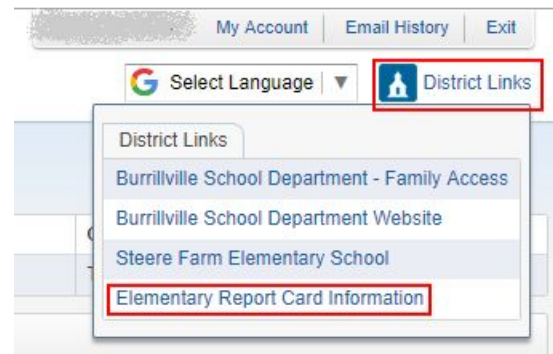 My Account Email History Exit
Select Language ▼ District Links
District Links
Burrillville School Department - Family Access
Burrillville School Department Website
Steere Farm Elementary School
Elementary Report Card Information